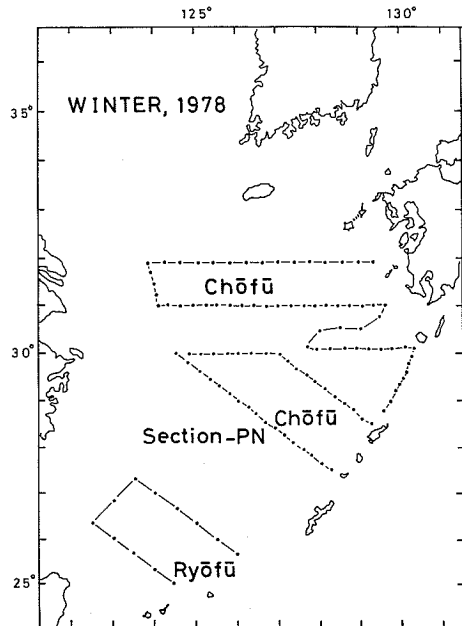 125° 130°
35°
WINTER, 1978
Chōfū
30°
Chōfū
Section-PN
Ryōfū
25°